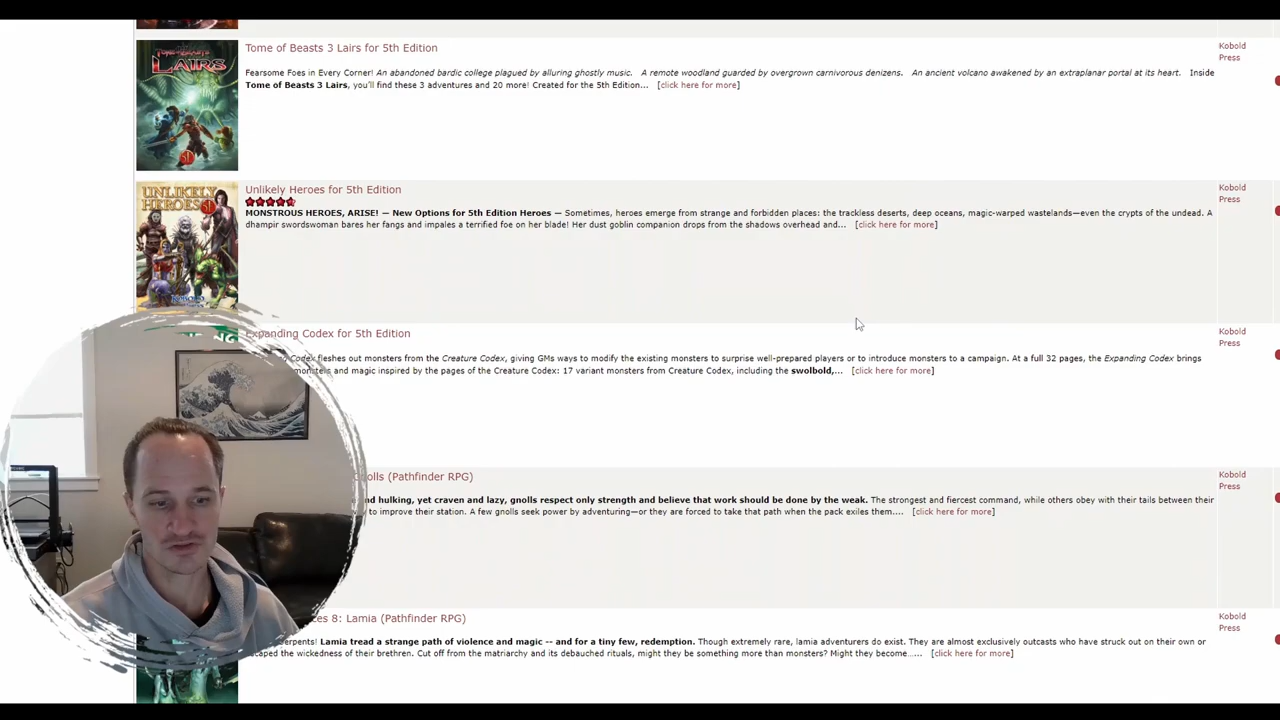 Tome of Beasts 3 Lairs for 5th Edition
Kobold
Press
Fearsome Foes in Every Corner! An abandoned bardic college plagued by alluring ghostly music. A remote woodland guarded by overgrown carnivorous denizens. An ancient volcano awakened by an extraplanar portal at its heart. Inside
Tome of Beasts 3 Lairs, you'll find these 3 adventures and 20 more! Created for the 5th Edition... [click here for more]
LAIRS
Unlikely Heroes for 5th Edition
Kobold
Press
UNLIKELY
HEROES
MONSTROUS HEROES, ARISE! — New Options for 5th Edition Heroes — Sometimes, heroes emerge from strange and forbidden places: the trackless deserts, deep oceans, magic-warped wastelands—even the crypts of the undead. A
dhampir swordswoman bares her fangs and impales a terrified foe on her blade! Her dust goblin companion drops from the shadows overhead and... [click here for more]
Expanding Codex for 5th Edition
Kobold
Press
Codex fleshes out monsters from the Creature Codex, giving GMs ways to modify the existing monsters to surprise well-prepared players or to introduce monsters to a campaign. At a full 32 pages, the Expanding Codex brings
and magic inspired by the pages of the Creature Codex: 17 variant monsters from Creature Codex, including the swolbold,... [click here for more]
(Pathfinder RPG)
Kobold
Press
hulking, yet craven and lazy, gnolls respect only strength and believe that work should be done by the weak. The strongest and fiercest command, while others obey with their tails between their
to improve their station. A few gnolls seek power by adventuring—or they are forced to take that path when the pack exiles them.... [click here for more]
8: Lamia (Pathfinder RPG)
Kobold
Press
Lamia tread a strange path of violence and magic -- and for a tiny few, redemption. Though extremely rare, lamia adventurers do exist. They are almost exclusively outcasts who have struck out on their own or
the wickedness of their brethren. Cut off from the matriarchy and its debauched rituals, might they be something more than monsters? Might they become...... [click here for more]